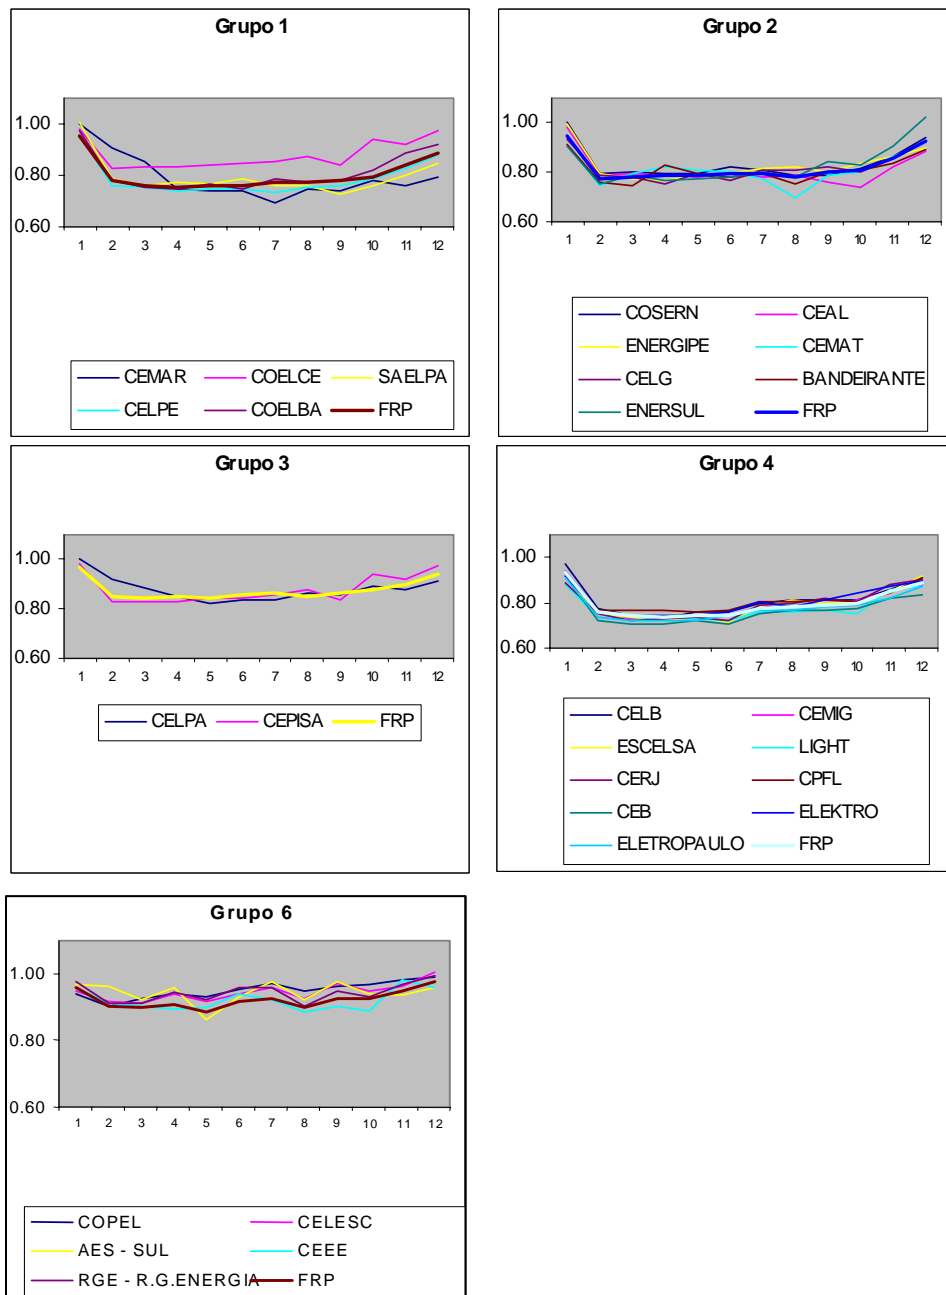 Grupo 1
1.00
0.80
0.60
1 2 3 4 5 6 7 8 9 10 11 12
CEMAR COELCE SAELPA
CELPE COELBA FRP
Grupo 2
1.00
0.80
0.60
1 2 3 4 5 6 7 8 9 10 11 12
COSERN CEAL
ENERGIPE CEMAT
CELG BANDEIRANTE
ENERSUL FRP
Grupo 3
1.00
0.80
0.60
1 2 3 4 5 6 7 8 9 10 11 12
CELPA CEPISA FRP
Grupo 4
1.00
0.80
0.60
1 2 3 4 5 6 7 8 9 10 11 12
CELB CEMIG
ESCELSA LIGHT
CERJ CPFL
CEB ELEKTRO
ELETROPAULO FRP
Grupo 6
1.00
0.80
0.60
1 2 3 4 5 6 7 8 9 10 11 12
COPEL CELESC
AES - SUL CEEE
RGE - R.G.ENERGIA FRP